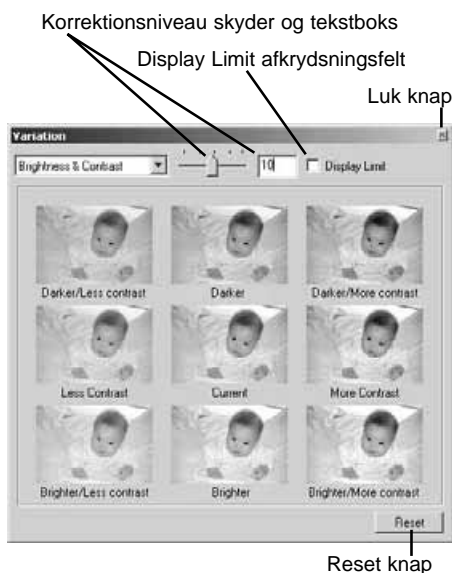 Korrektionsniveau skyder og tekstboks
Display Limit afkrydsningsfelt
Luk knap
Variation
Brightness & Contrast
10
Display Limit
Darker/Less contrast
Darker
Darker/More contrast
Less Contrast
Current
More Contrast
Brighter/Less contrast
Brighter
Brighter/More contrast
Reset
Reset knap